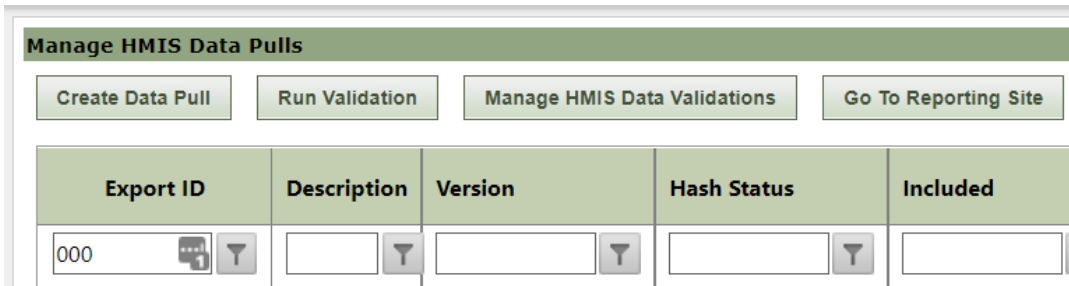 Manage HMIS Data Pulls
Create Data Pull Run Validation Manage HMIS Data Validations Go To Reporting Site
Export ID Description Version Hash Status Included
000 1